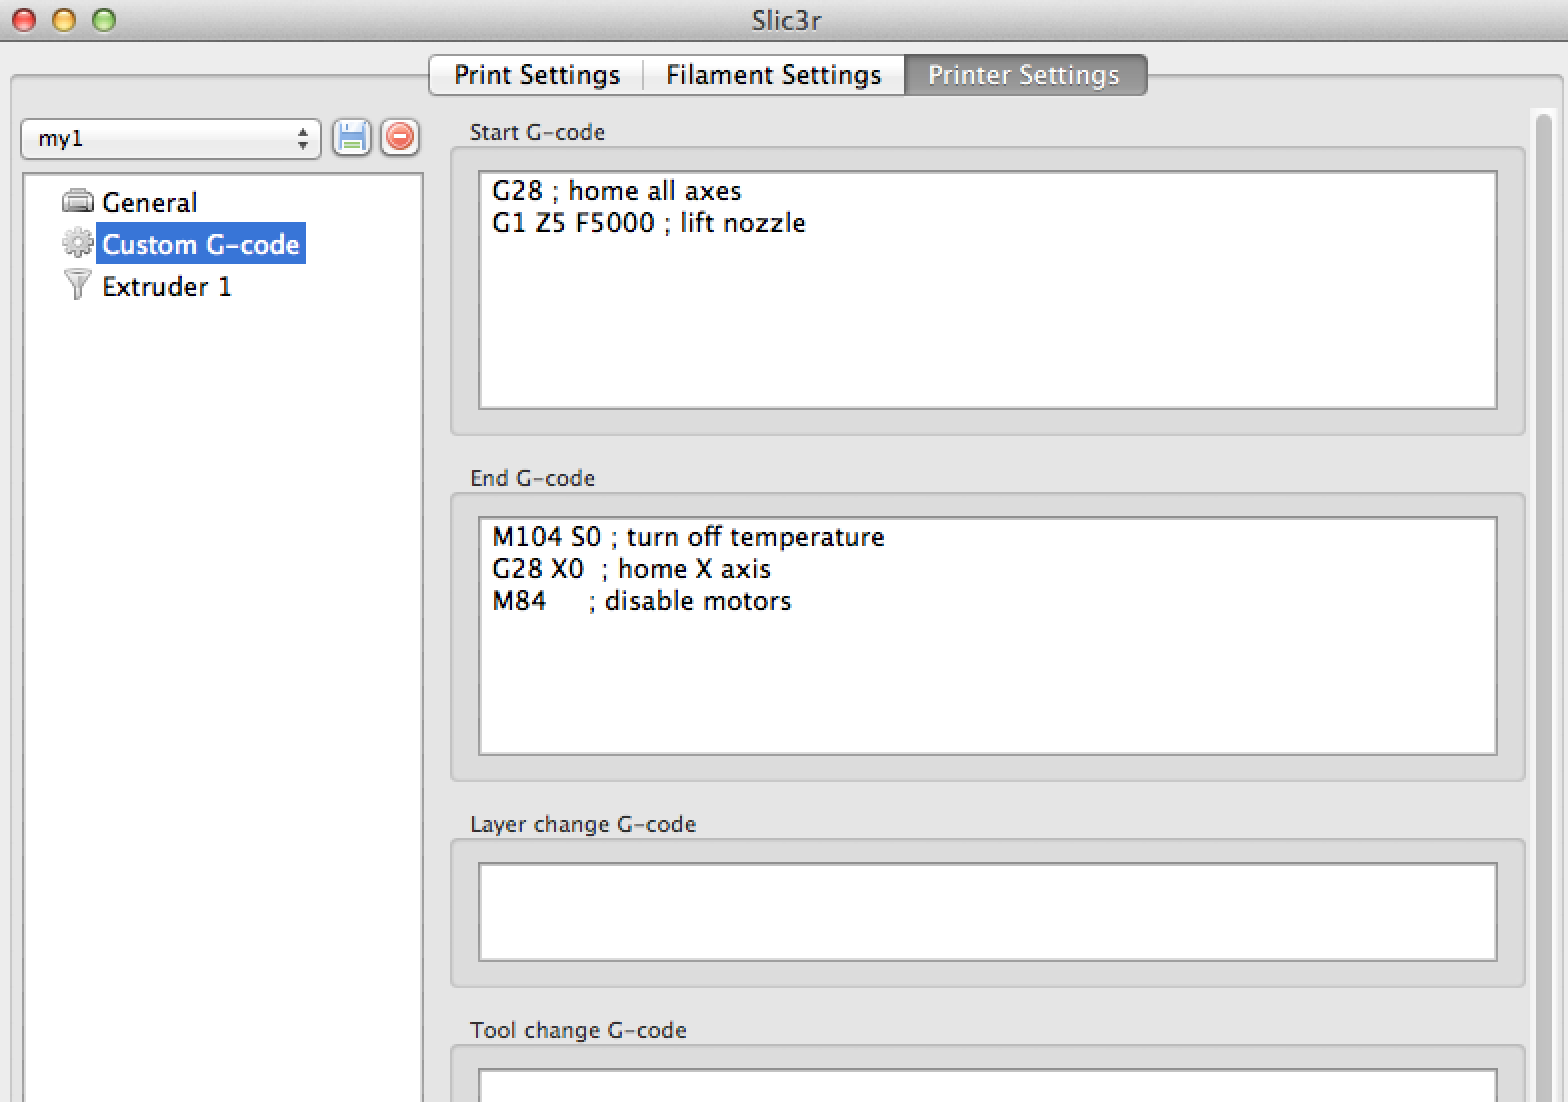 Slic3r
Print Settings
Filament Settings
Printer Settings
my1
General
Custom G-code
Extruder 1
Start G-code
G28 ; home all axes
G1 Z5 F5000 ; lift nozzle
End G-code
M104 S0 ; turn off temperature
G28 X0  ; home X axis
M84     ; disable motors
Layer change G-code
Tool change G-code